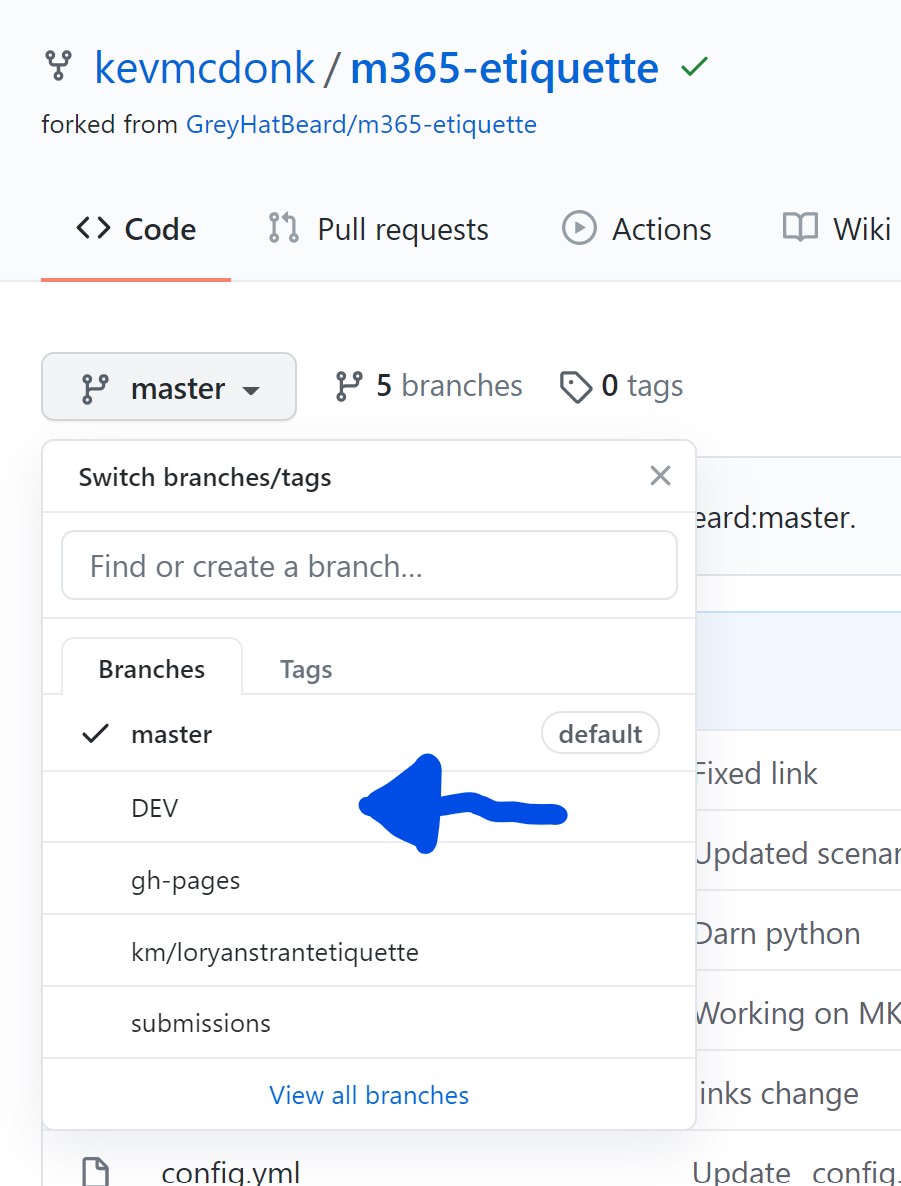 kevmcdonk / m365-etiquette
forked from GreyHatBeard/m365-etiquette
Code Pull requests Actions Wiki
master 5 branches 0 tags
Switch branches/tags
eard:master.
Find or create a branch...
Branches Tags
master default
Fixed link
DEV
Updated scenar
gh-pages
Darn python
km/loryanstrantetiquette
Working on MK
submissions
inks change
View all branches
config.yml Update _config.